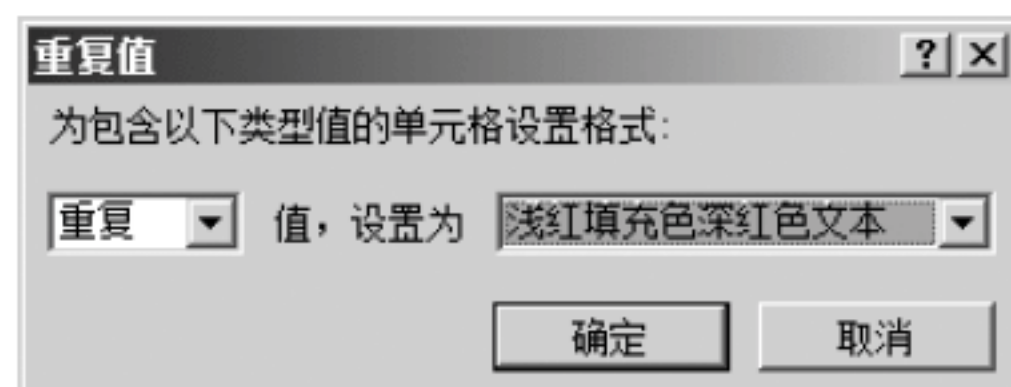 重复值
为包含以下类型值的单元格设置格式:
重复 值，设置为 浅红填充色深红色文本
确定 取消